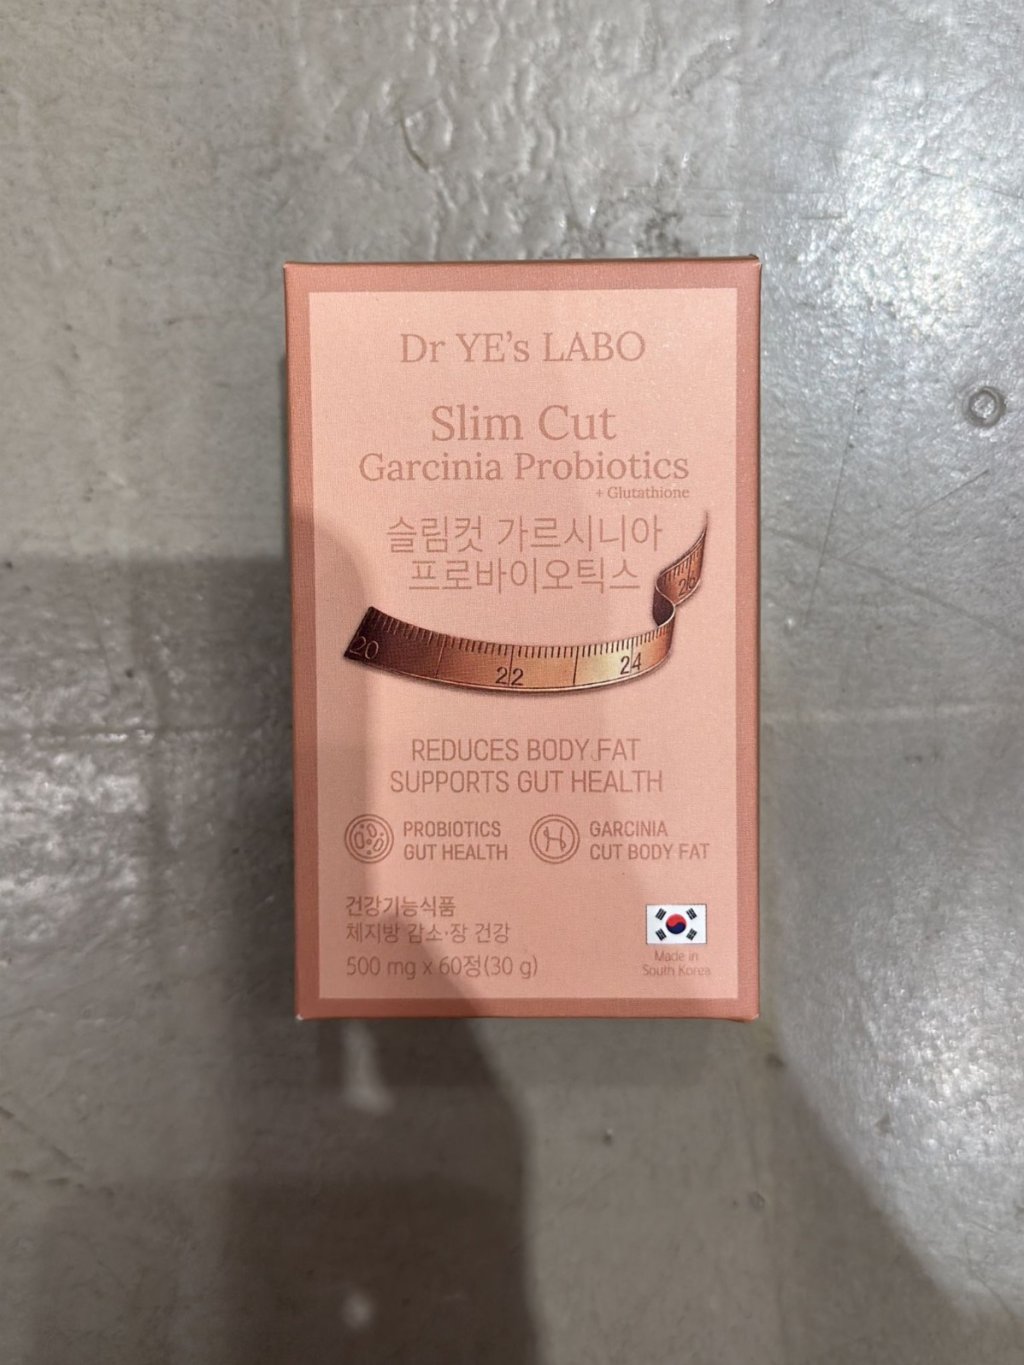 Dr YE's LABO
Slim Cut
Garcinia Probiotics
+ Glutathione
슬림컷 가르시니아
프로바이오틱스
20 22 24 26
REDUCES BODY FAT
SUPPORTS GUT HEALTH
PROBIOTICS
GUT HEALTH
GARCINIA
CUT BODY FAT
건강기능식품
체지방 감소·장 건강
500 mg x 60정(30 g)
Made in
South Korea